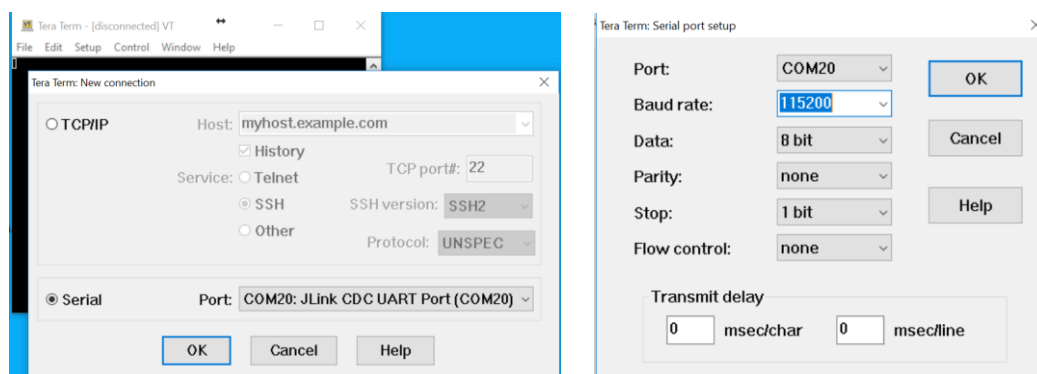 Tera Term - [disconnected] VT
File Edit Setup Control Window Help
Tera Term: New connection
TCP/IP
Host: myhost.example.com
History
Service: Telnet
TCP port#: 22
SSH
SSH version: SSH2
Other
Protocol: UNSPEC
Serial
Port: COM20: JLink CDC UART Port (COM20)
OK Cancel Help
Tera Term: Serial port setup
Port: COM20
OK
Baud rate: 115200
Data: 8 bit
Cancel
Parity: none
Stop: 1 bit
Help
Flow control: none
Transmit delay
0 msec/char 0 msec/line